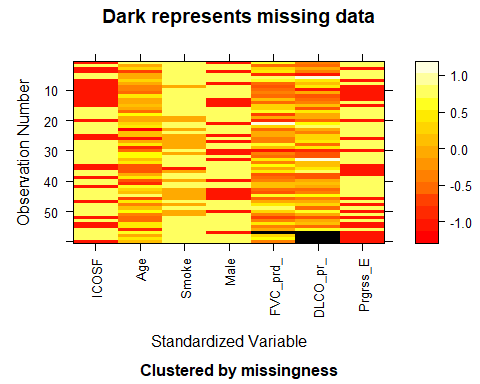 Dark represents missing data
Observation Number
10
20
30
40
50
1.0
0.5
0.0
-0.5
-1.0
ICOSF
Age
Smoke
Male
FVC_prd_
DLCO_pr_
Prgrss_E
Standardized Variable
Clustered by missingness